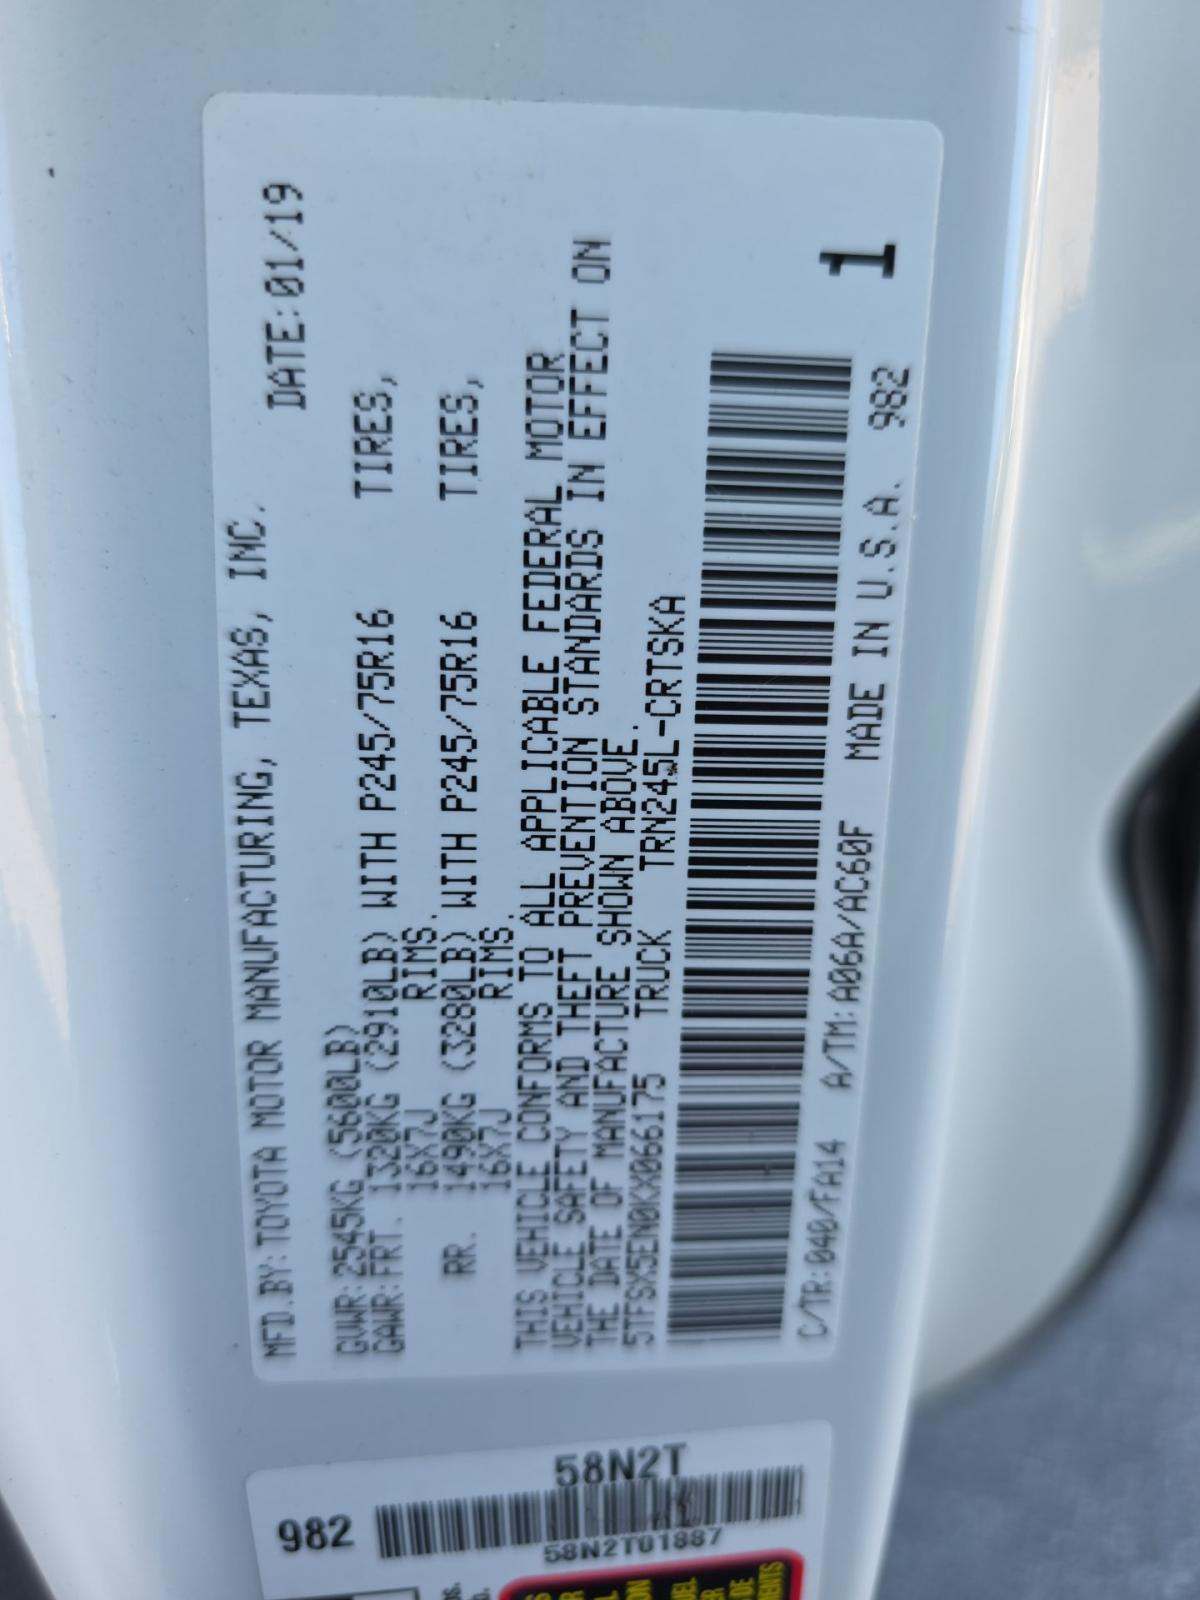 MFD.BY:TOYOTA MOTOR MANUFACTURING, TEXAS, INC.
DATE:01/19
GVWR:2545KG (5600LB)
GAWR:FRT. 1320KG (2910LB) WITH P245/75R16 TIRES,
16X7J RIMS.
RR. 1490KG (3280LB) WITH P245/75R16 TIRES,
16X7J RIMS.
THIS VEHICLE CONFORMS TO ALL APPLICABLE FEDERAL MOTOR
VEHICLE SAFETY AND THEFT PREVENTION STANDARDS IN EFFECT ON
THE DATE OF MANUFACTURE SHOWN ABOVE.
5TFSX5EN0KX066175 TRUCK TRN245L-CRTSKA
1
C/TR:040/FA14 A/TM:A06A/AC60F MADE IN U.S.A. 982
982
58N2T
58N2T01887